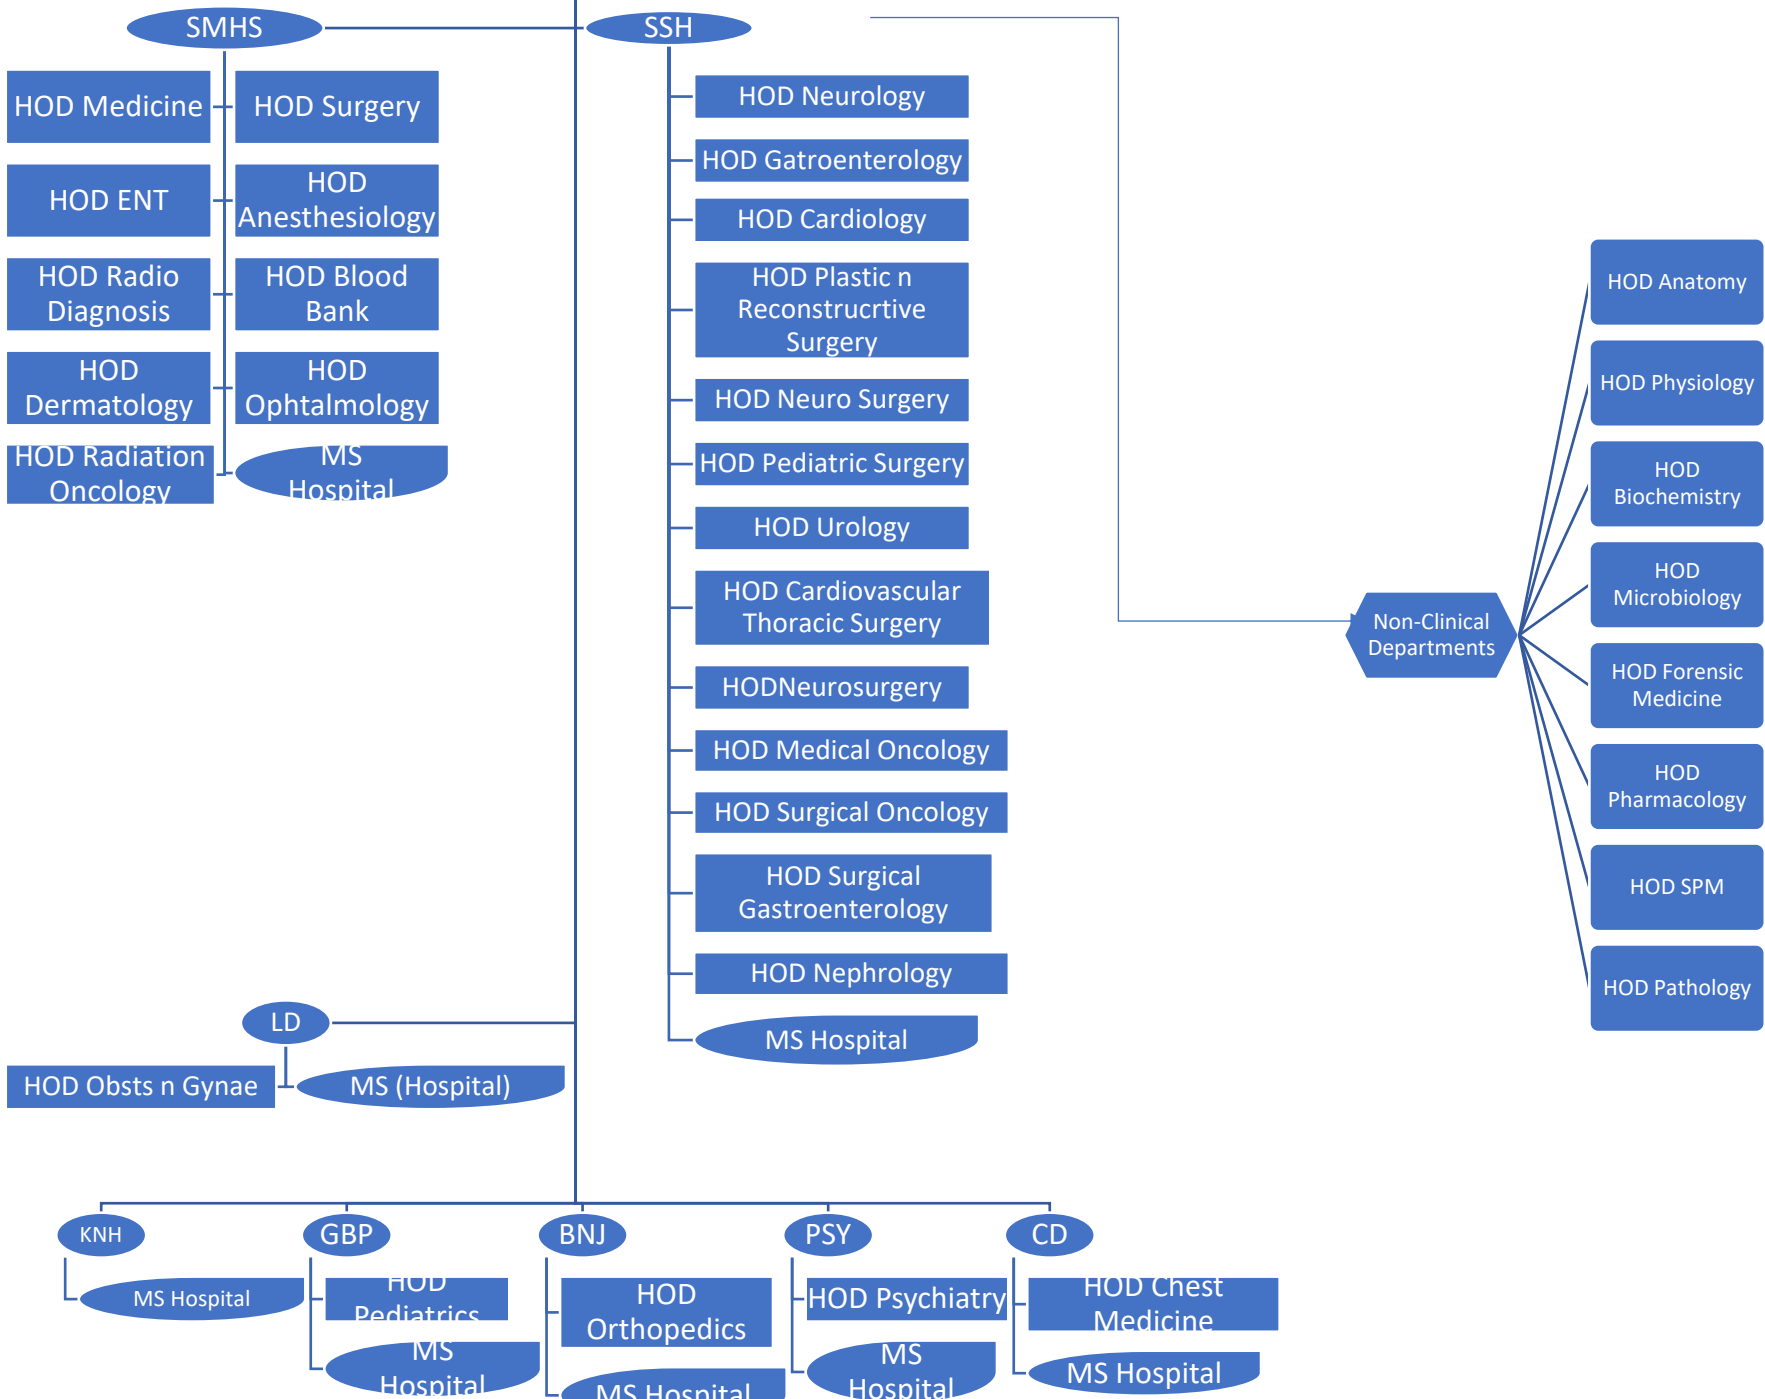 SMHS
HOD Medicine
HOD Surgery
HOD ENT
HOD
Anesthesiology
HOD Radio
Diagnosis
HOD Blood
Bank
HOD
Dermatology
HOD
Ophtalmology
HOD Radiation
Oncology
MS
Hospital
SSH
HOD Neurology
HOD Gatroenterology
HOD Cardiology
HOD Plastic n
Reconstrucrtive
Surgery
HOD Neuro Surgery
HOD Pediatric Surgery
HOD Urology
HOD Cardiovascular
Thoracic Surgery
HODNeurosurgery
HOD Medical Oncology
HOD Surgical Oncology
HOD Surgical
Gastroenterology
HOD Nephrology
MS Hospital
Non-Clinical
Departments
HOD Anatomy
HOD Physiology
HOD
Biochemistry
HOD
Microbiology
HOD Forensic
Medicine
HOD
Pharmacology
HOD SPM
HOD Pathology
LD
HOD Obsts n Gynae
MS (Hospital)
KNH
MS Hospital
GBP
HOD
Pediatrics
MS
Hospital
BNJ
HOD
Orthopedics
MS Hospital
PSY
HOD Psychiatry
MS
Hospital
CD
HOD Chest
Medicine
MS Hospital